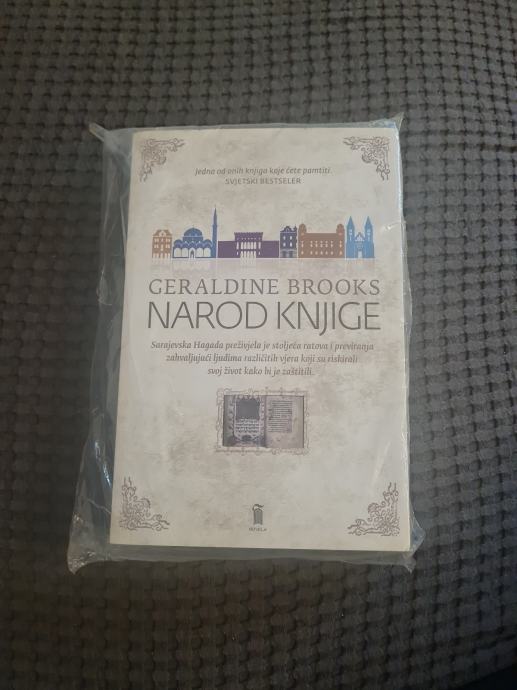 Jedna od onih knjiga koje ćete pamtiti
SVJETSKI BESTSELER
GERALDINE BROOKS
NAROD KNJIGE
Sarajevska Hagada preživjela je stoljeća ratova i previranja
zahvaljujući ljudima različitih vjera koji su riskirali
svoj život kako bi je zaštitili.